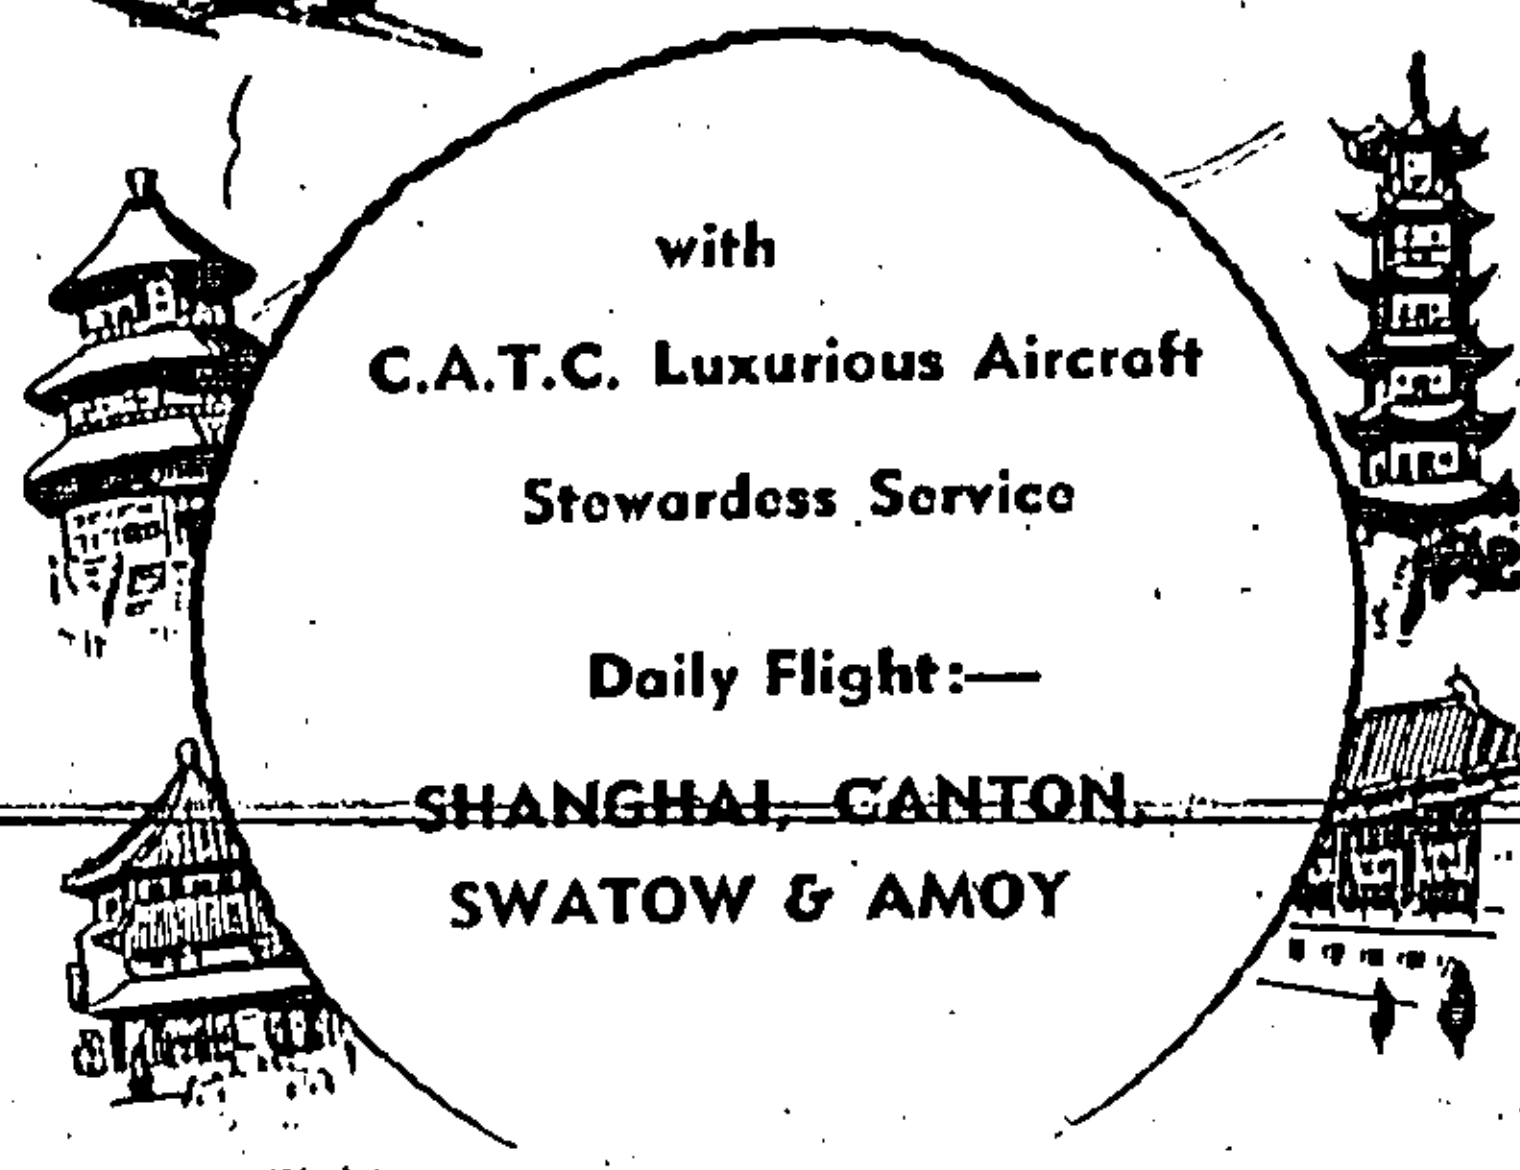 with
C.A.T.C. Luxurious Aircraft
Stewardess Service
Daily Flight:—
SHANGHAI, CANTON,
SWATOW & AMOY